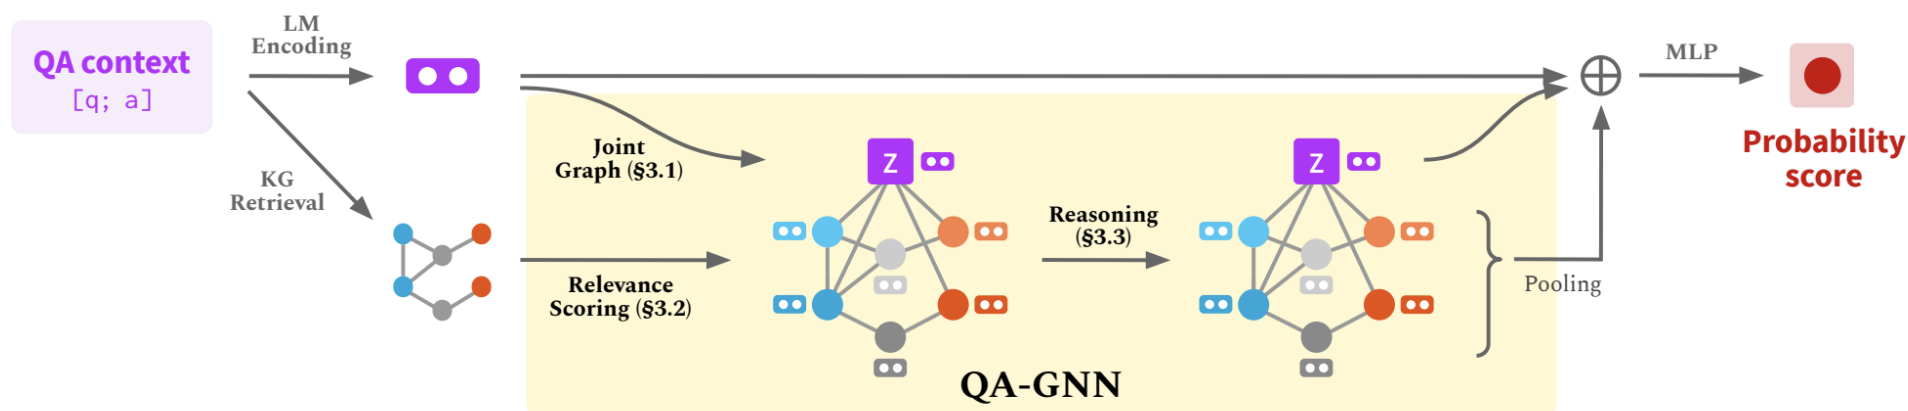 QA context
[q; a]
LM
Encoding
KG
Retrieval
Joint
Graph (§3.1)
Relevance
Scoring (§3.2)
Z
Reasoning
(§3.3)
Z
QA-GNN
Pooling
MLP
Probability
score